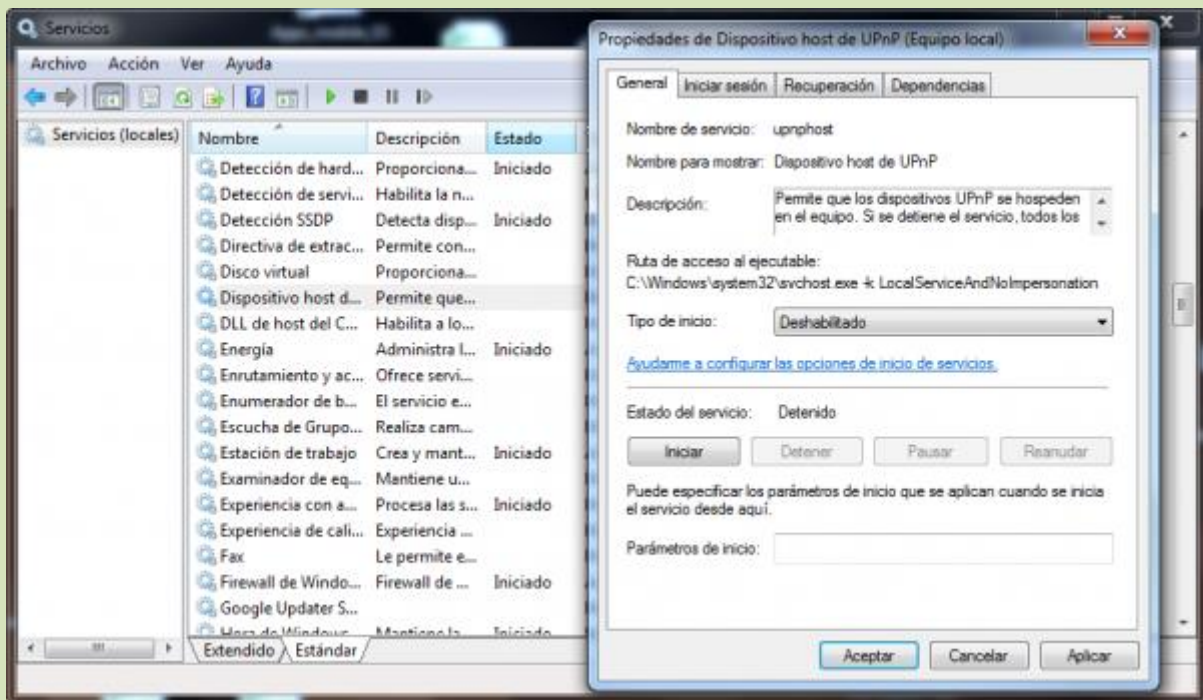 Servicios
Archivo Acción Ver Ayuda
Servicios (locales)
Nombre Descripción Estado
Detección de hard... Proporciona... Iniciado
Detección de servi... Habilita la n...
Detección SSDP Detecta disp... Iniciado
Directiva de extrac... Permite con...
Disco virtual Proporciona...
Dispositivo host d... Permite que...
DLL de host del C... Habilita a lo...
Energía Administra l... Iniciado
Enrutamiento y ac... Ofrece servi...
Enumerador de b... El servicio e...
Escucha de Grupo... Realiza cam...
Estación de trabajo Crea y mant... Iniciado
Examinador de eq... Mantiene u...
Experiencia con a... Procesa las s... Iniciado
Experiencia de cali... Experiencia ...
Fax Le permite e...
Firewall de Windo... Firewall de ... Iniciado
Google Updater S...
Hora de Windows Mantiene la Iniciado
Extendido Estándar
Propiedades de Dispositivo host de UPnP (Equipo local)
General Iniciar sesión Recuperación Dependencias
Nombre de servicio: upnphost
Nombre para mostrar: Dispositivo host de UPnP
Descripción: Permite que los dispositivos UPnP se hospeden
en el equipo. Si se detiene el servicio, todos los
Ruta de acceso al ejecutable:
C:\Windows\system32\svchost.exe -k LocalServiceAndNoImpersonation
Tipo de inicio: Deshabilitado
Ayudarme a configurar las opciones de inicio de servicios.
Estado del servicio: Detenido
Iniciar Detener Pausar Reanudar
Puede especificar los parámetros de inicio que se aplican cuando se inicia
el servicio desde aquí.
Parámetros de inicio:
Aceptar Cancelar Aplicar